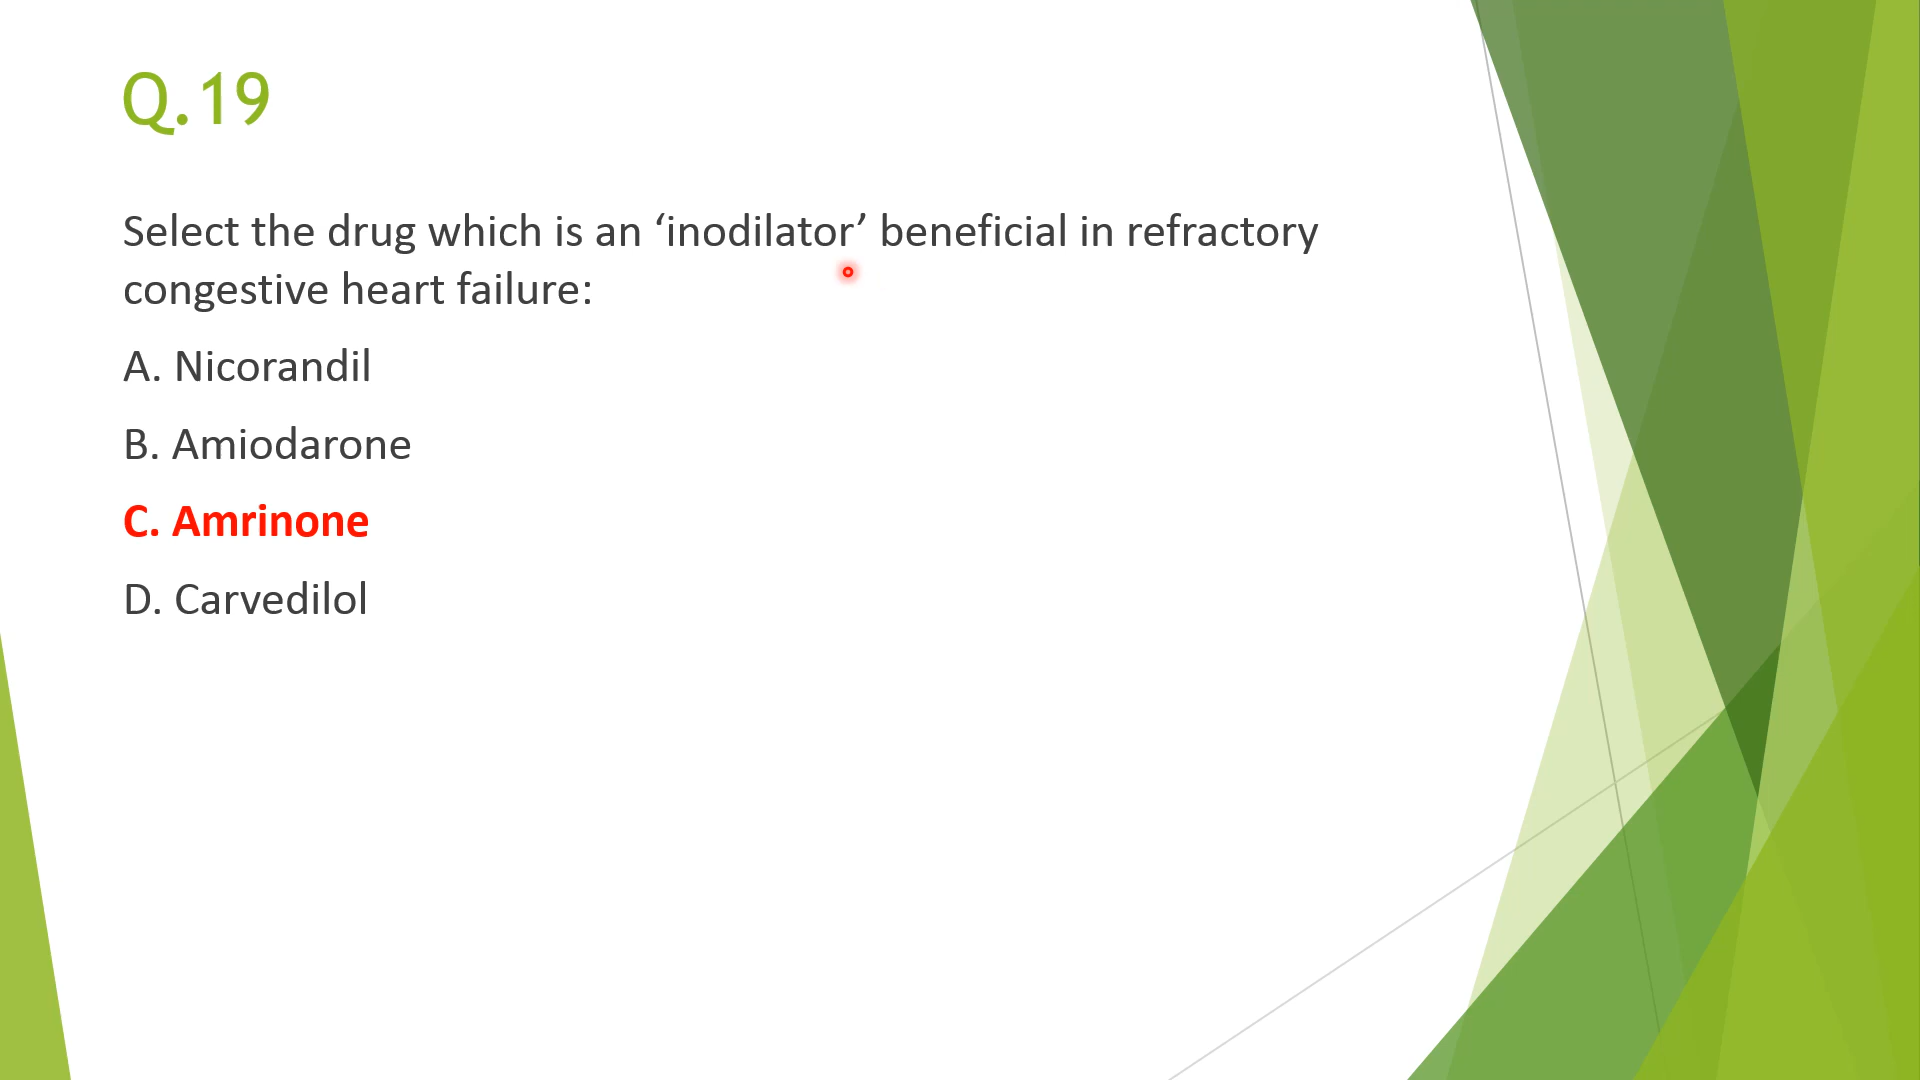 Q.19
Select the drug which is an ‘inodilator’ beneficial in refractory
congestive heart failure:
A. Nicorandil
B. Amiodarone
C. Amrinone
D. Carvedilol